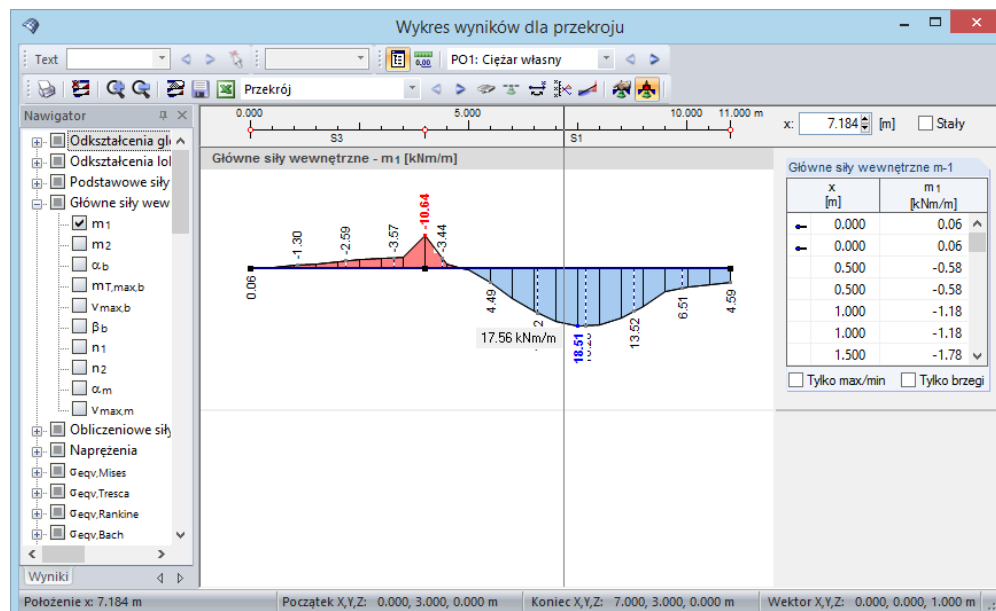 Wykres wyników dla przekroju
Text
PO1: Ciężar własny
Przekrój
Nawigator
0.000 5.000 10.000 11.000 m
S3 S1
x: 7.184 [m] Stały
Główne siły wewnętrzne - m1 [kNm/m]
Odkształcenia gl
Odkształcenia lol
Podstawowe siły
Główne siły wew
m1
m2
αb
mT,max,b
vmax,b
βb
n1
n2
αm
vmax,m
Obliczeniowe siły
Naprężenia
σeqv,Mises
σeqv,Tresca
σeqv,Rankine
σeqv,Bach
Wyniki
0.06
-1.30
-2.59
-3.57
-10.64
-3.44
4.49
17.56 kNm/m
18.51
13.52
6.51
4.59
Główne siły wewnętrzne m-1
x [m] m1 [kNm/m]
0.000 0.06
0.000 0.06
0.500 -0.58
0.500 -0.58
1.000 -1.18
1.000 -1.18
1.500 -1.78
Tylko max/min Tylko brzegi
Położenie x: 7.184 m Początek X,Y,Z: 0.000, 3.000, 0.000 m Koniec X,Y,Z: 7.000, 3.000, 0.000 m Wektor X,Y,Z: 0.000, 0.000, 1.000 m